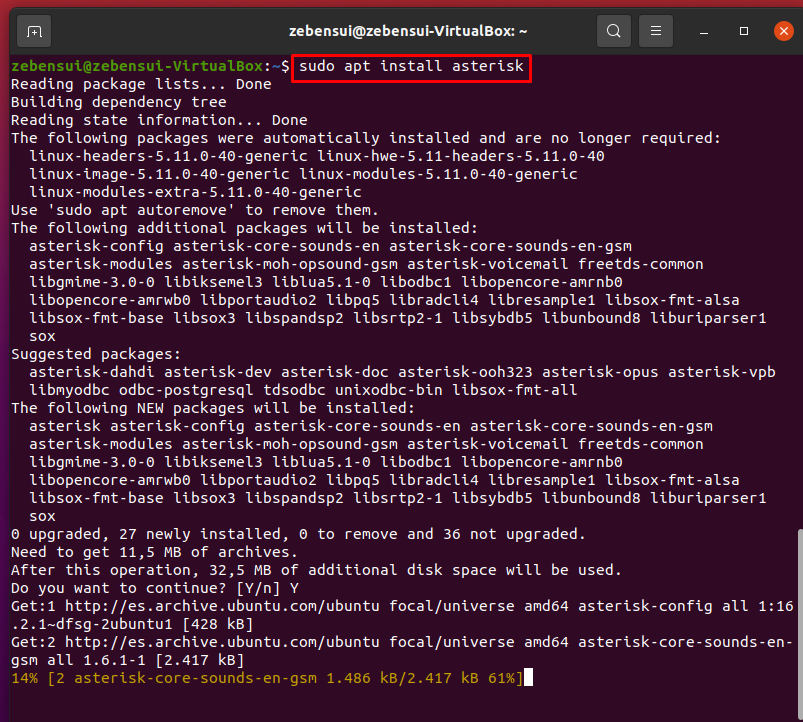 zebensui@zebensui-VirtualBox: ~
zebensui@zebensui-VirtualBox:~$ sudo apt install asterisk
Reading package lists... Done
Building dependency tree
Reading state information... Done
The following packages were automatically installed and are no longer required:
  linux-headers-5.11.0-40-generic linux-hwe-5.11-headers-5.11.0-40
  linux-image-5.11.0-40-generic linux-modules-5.11.0-40-generic
  linux-modules-extra-5.11.0-40-generic
Use 'sudo apt autoremove' to remove them.
The following additional packages will be installed:
  asterisk-config asterisk-core-sounds-en asterisk-core-sounds-en-gsm
  asterisk-modules asterisk-moh-opsound-gsm asterisk-voicemail freetds-common
  libgmime-3.0-0 libiksemel3 liblua5.1-0 libodbc1 libopencore-amrnb0
  libopencore-amrwb0 libportaudio2 libpq5 libradcli4 libresample1 libsox-fmt-alsa
  libsox-fmt-base libsox3 libspandsp2 libsrtp2-1 libsybdb5 libunbound8 liburiparser1
  sox
Suggested packages:
  asterisk-dahdi asterisk-dev asterisk-doc asterisk-ooh323 asterisk-opus asterisk-vpb
  libmyodbc odbc-postgresql tdsodbc unixodbc-bin libsox-fmt-all
The following NEW packages will be installed:
  asterisk asterisk-config asterisk-core-sounds-en asterisk-core-sounds-en-gsm
  asterisk-modules asterisk-moh-opsound-gsm asterisk-voicemail freetds-common
  libgmime-3.0-0 libiksemel3 liblua5.1-0 libodbc1 libopencore-amrnb0
  libopencore-amrwb0 libportaudio2 libpq5 libradcli4 libresample1 libsox-fmt-alsa
  libsox-fmt-base libsox3 libspandsp2 libsrtp2-1 libsybdb5 libunbound8 liburiparser1
  sox
0 upgraded, 27 newly installed, 0 to remove and 36 not upgraded.
Need to get 11,5 MB of archives.
After this operation, 32,5 MB of additional disk space will be used.
Do you want to continue? [Y/n] Y
Get:1 http://es.archive.ubuntu.com/ubuntu focal/universe amd64 asterisk-config all 1:16
.2.1~dfsg-2ubuntu1 [428 kB]
Get:2 http://es.archive.ubuntu.com/ubuntu focal/universe amd64 asterisk-core-sounds-en-
gsm all 1.6.1-1 [2.417 kB]
14% [2 asterisk-core-sounds-en-gsm 1.486 kB/2.417 kB 61%]